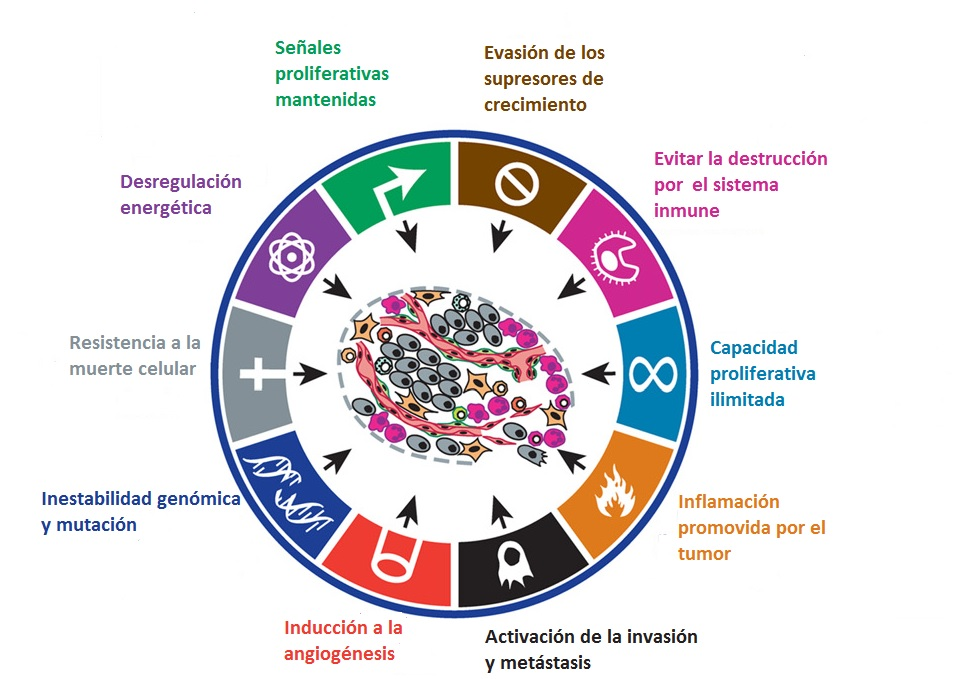 Señales
proliferativas
mantenidas
Evasión de los
supresores de
crecimiento
Evitar la destrucción
por el sistema
inmune
Capacidad
proliferativa
ilimitada
Inflamación
promovida por el
tumor
Activación de la invasión
y metástasis
Inducción a la
angiogénesis
Inestabilidad genómica
y mutación
Resistencia a la
muerte celular
Desregulación
energética